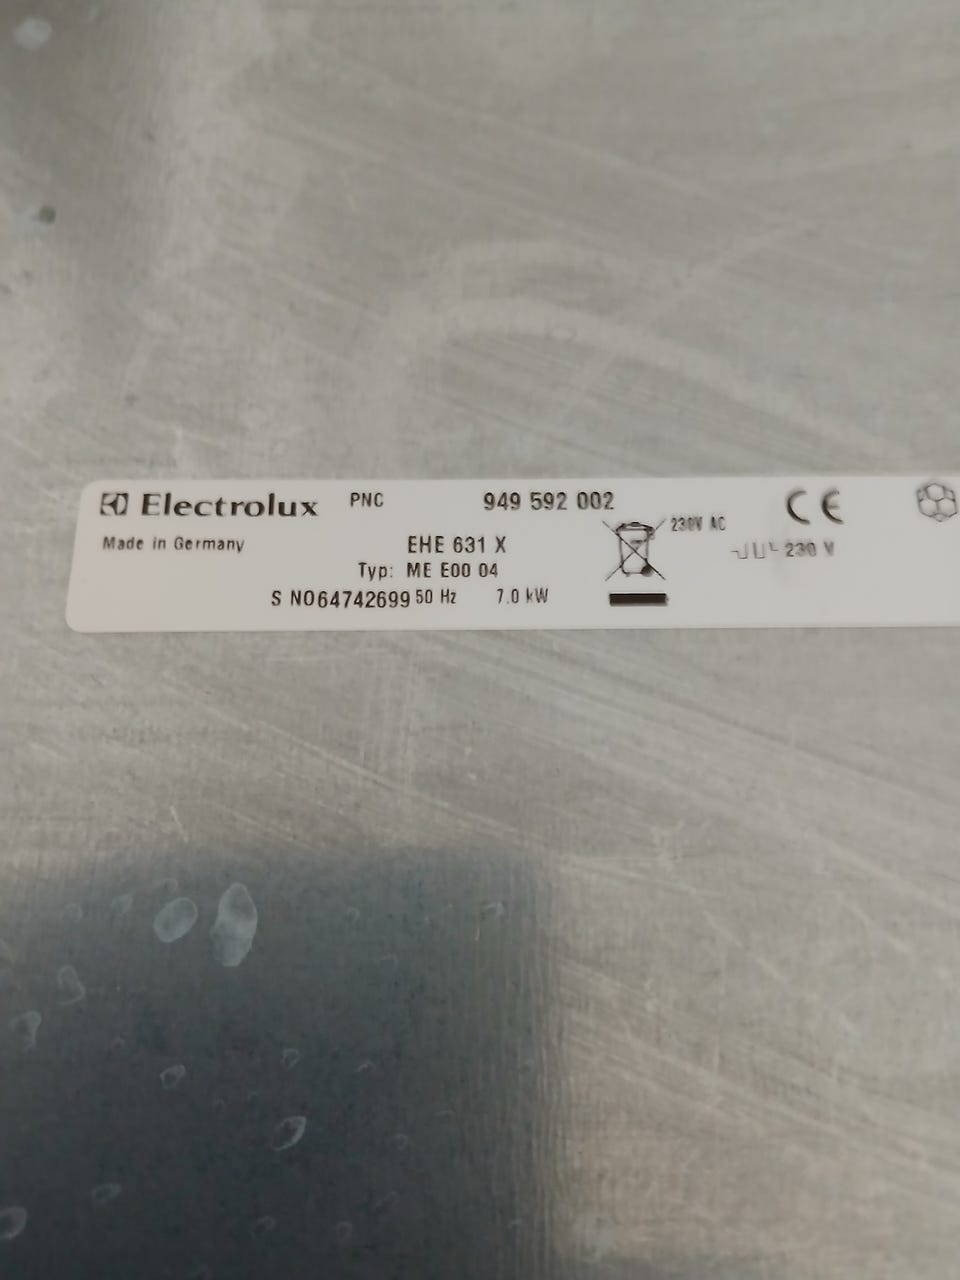 Electrolux PNC 949 592 002
Made in Germany EHE 631 X 230V AC
230 V
Typ: ME E00 04
S NO64742699 50 Hz 7.0 kW
CE